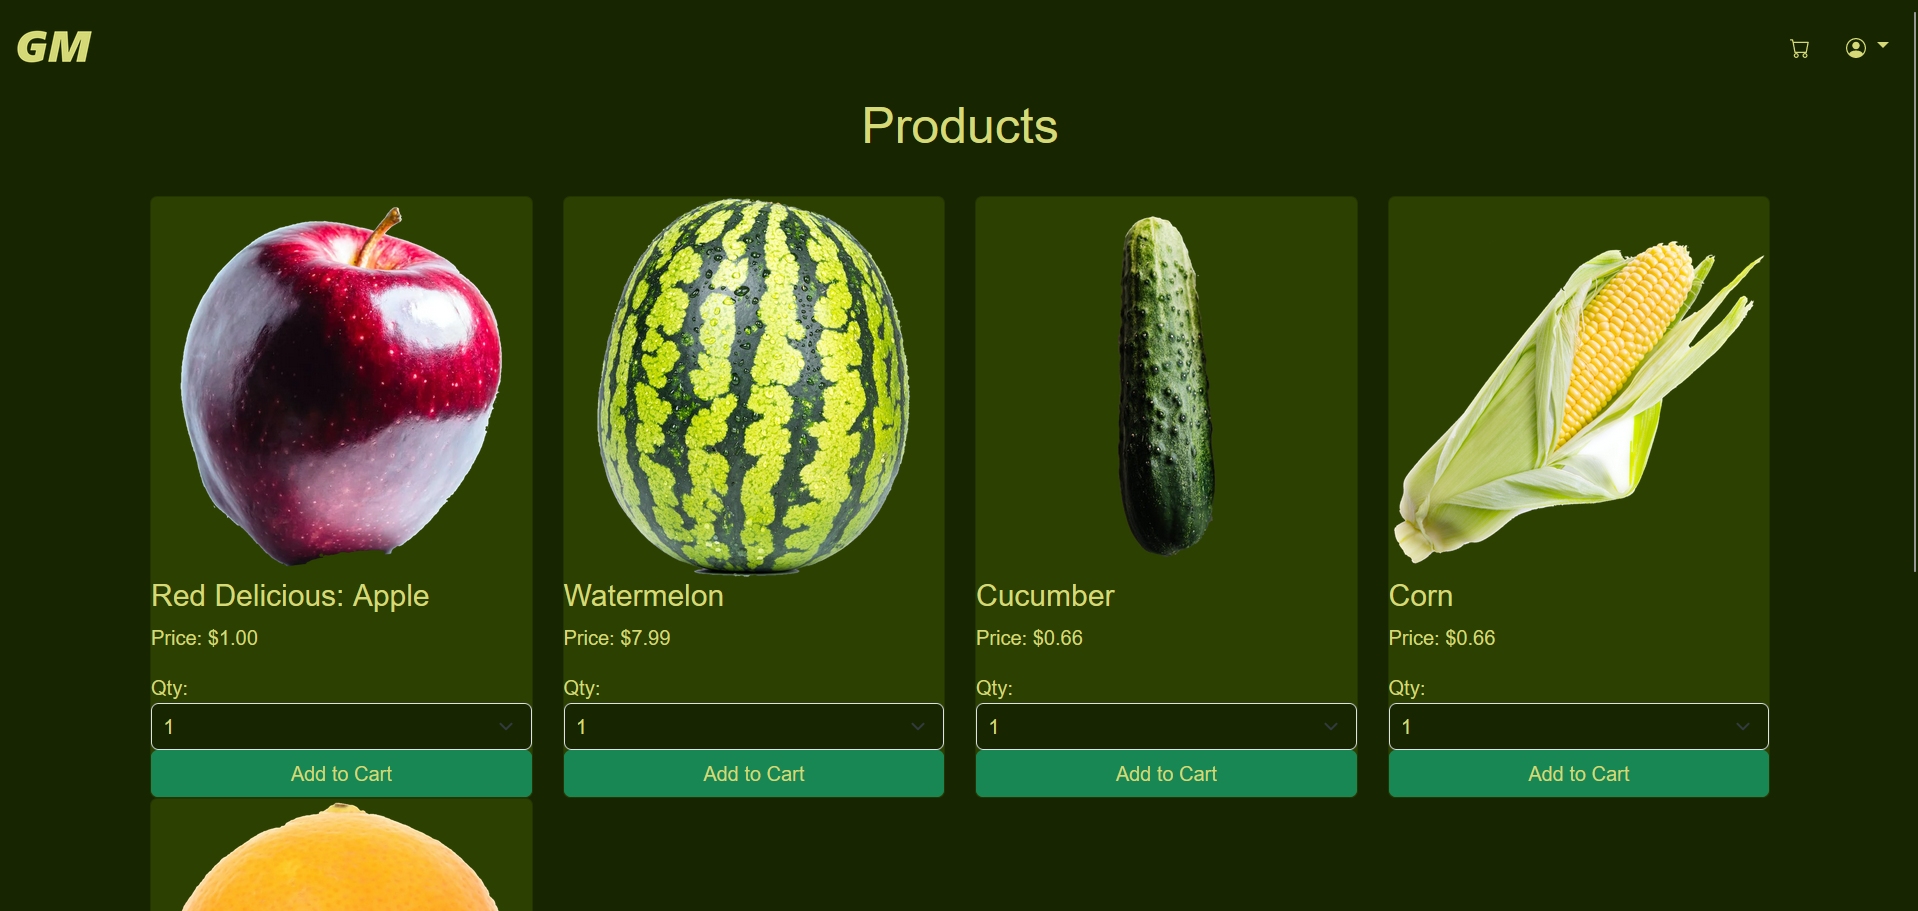 GM
Products
Red Delicious: Apple
Price: $1.00
Qty:
1
Add to Cart
Watermelon
Price: $7.99
Qty:
1
Add to Cart
Cucumber
Price: $0.66
Qty:
1
Add to Cart
Corn
Price: $0.66
Qty:
1
Add to Cart